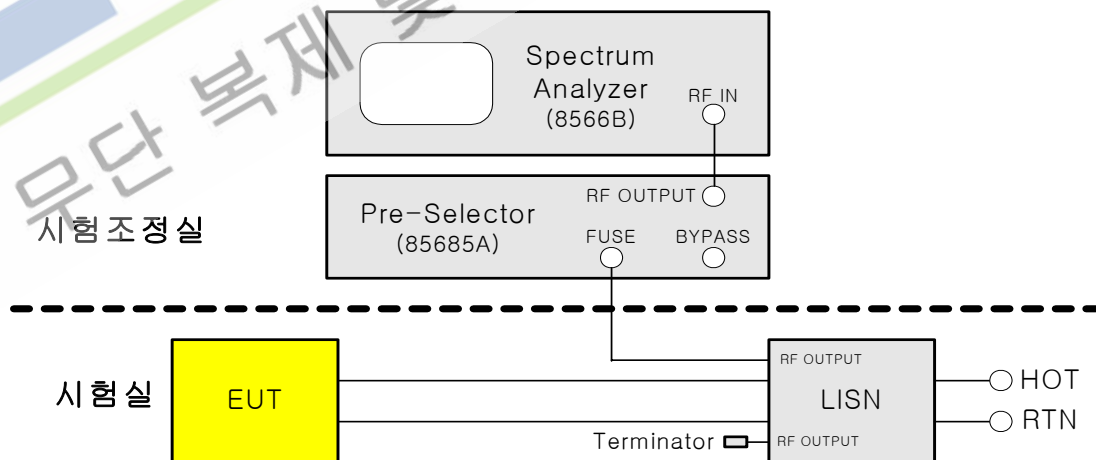 무단 복제 및
Spectrum
Analyzer
(8566B)
RF IN
Pre-Selector
(85685A)
RF OUTPUT
FUSE
BYPASS
시험조정실
시험실
EUT
RF OUTPUT
LISN
HOT
RTN
Terminator
RF OUTPUT